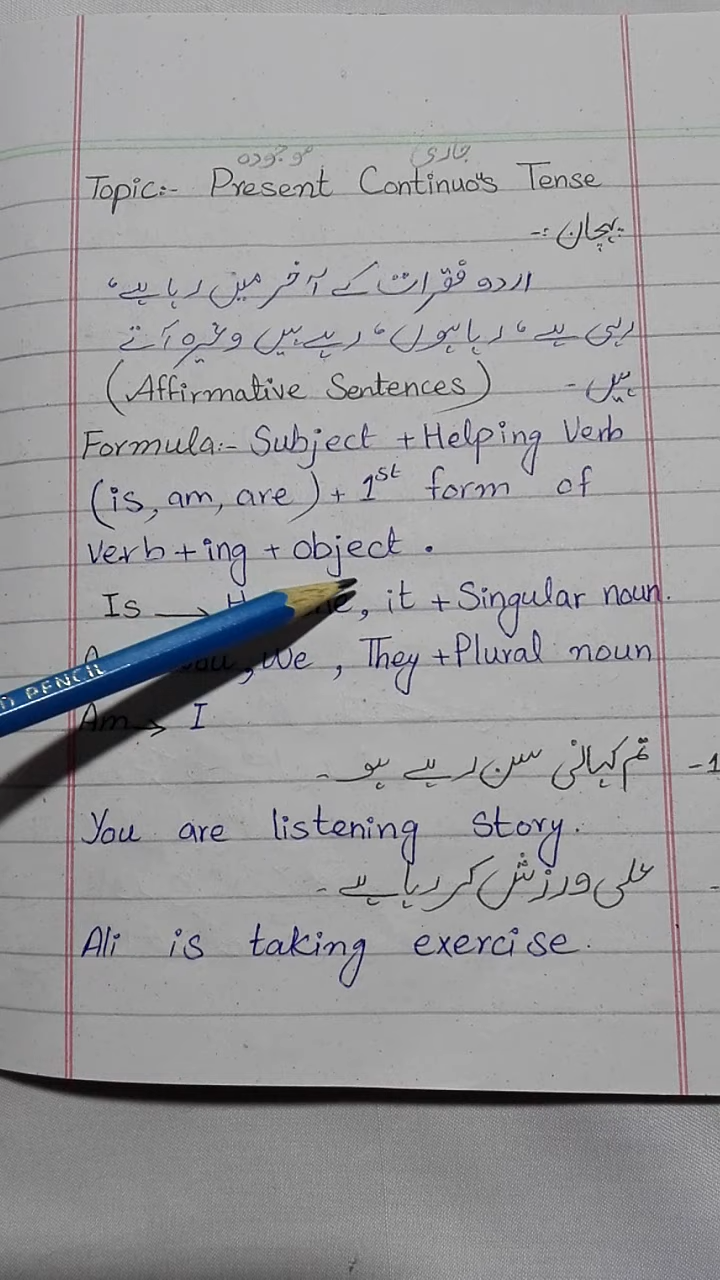 موجودہ جاری
Topic:- Present Continuo's Tense
پہچان :-
اردو فقرات کے آخر میں رہا ہے،
رہی ہے، رہا ہوں، رہے ہیں وغیرہ آتے
(Affirmative Sentences) ہیں -
Formula:- Subject + Helping Verb
(is, am, are) + 1st form of
verb + ing + object .
Is → it + Singular noun.
We , They + Plural noun
Am → I
1- تم کہانی سن رہے ہو۔
You are listening story.
- علی ورزش کر رہا ہے۔
Ali is taking exercise.
PENCIL